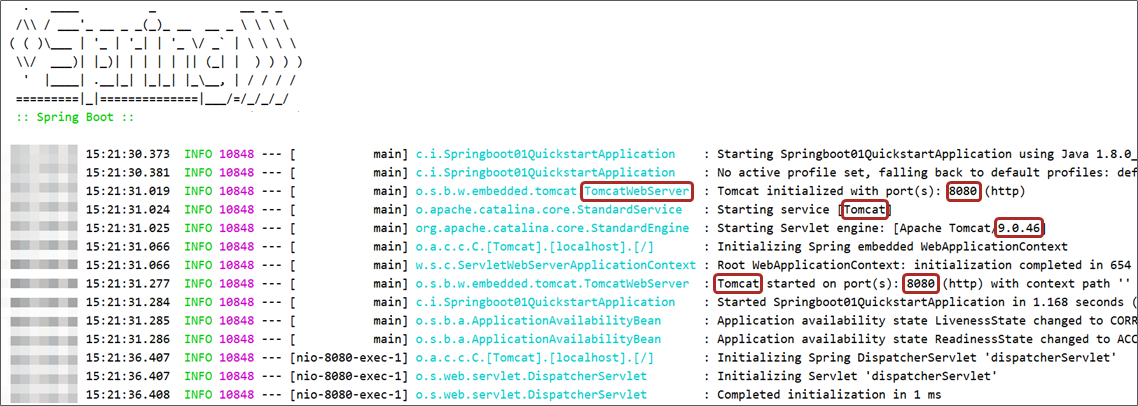 .   ____          _            __ _ _
 /\\ / ___'_ __ _ _(_)_ __  __ _ \ \ \ \
( ( )\___ | '_ | '_| | '_ \/ _` | \ \ \ \
 \\/  ___)| |_)| | | | | || (_| |  ) ) ) )
  '  |____| .__|_| |_|_| |_\__, | / / / /
 =========|_|==============|___/=/_/_/_/
:: Spring Boot ::
15:21:30.373  INFO 10848 --- [           main] c.i.Springboot01QuickstartApplication    : Starting Springboot01QuickstartApplication using Java 1.8.0_
15:21:30.381  INFO 10848 --- [           main] c.i.Springboot01QuickstartApplication    : No active profile set, falling back to default profiles: def
15:21:31.019  INFO 10848 --- [           main] o.s.b.w.embedded.tomcat.TomcatWebServer  : Tomcat initialized with port(s): 8080 (http)
15:21:31.024  INFO 10848 --- [           main] o.apache.catalina.core.StandardService   : Starting service [Tomcat]
15:21:31.025  INFO 10848 --- [           main] org.apache.catalina.core.StandardEngine  : Starting Servlet engine: [Apache Tomcat/9.0.46]
15:21:31.066  INFO 10848 --- [           main] o.a.c.c.C.[Tomcat].[localhost].[/]       : Initializing Spring embedded WebApplicationContext
15:21:31.066  INFO 10848 --- [           main] w.s.c.ServletWebServerApplicationContext : Root WebApplicationContext: initialization completed in 654
15:21:31.277  INFO 10848 --- [           main] o.s.b.w.embedded.tomcat.TomcatWebServer  : Tomcat started on port(s): 8080 (http) with context path ''
15:21:31.284  INFO 10848 --- [           main] c.i.Springboot01QuickstartApplication    : Started Springboot01QuickstartApplication in 1.168 seconds (
15:21:31.285  INFO 10848 --- [           main] o.s.b.a.ApplicationAvailabilityBean      : Application availability state LivenessState changed to CORR
15:21:31.286  INFO 10848 --- [           main] o.s.b.a.ApplicationAvailabilityBean      : Application availability state ReadinessState changed to ACC
15:21:36.407  INFO 10848 --- [nio-8080-exec-1] o.a.c.c.C.[Tomcat].[localhost].[/]       : Initializing Spring DispatcherServlet 'dispatcherServlet'
15:21:36.407  INFO 10848 --- [nio-8080-exec-1] o.s.web.servlet.DispatcherServlet        : Initializing Servlet 'dispatcherServlet'
15:21:36.408  INFO 10848 --- [nio-8080-exec-1] o.s.web.servlet.DispatcherServlet        : Completed initialization in 1 ms